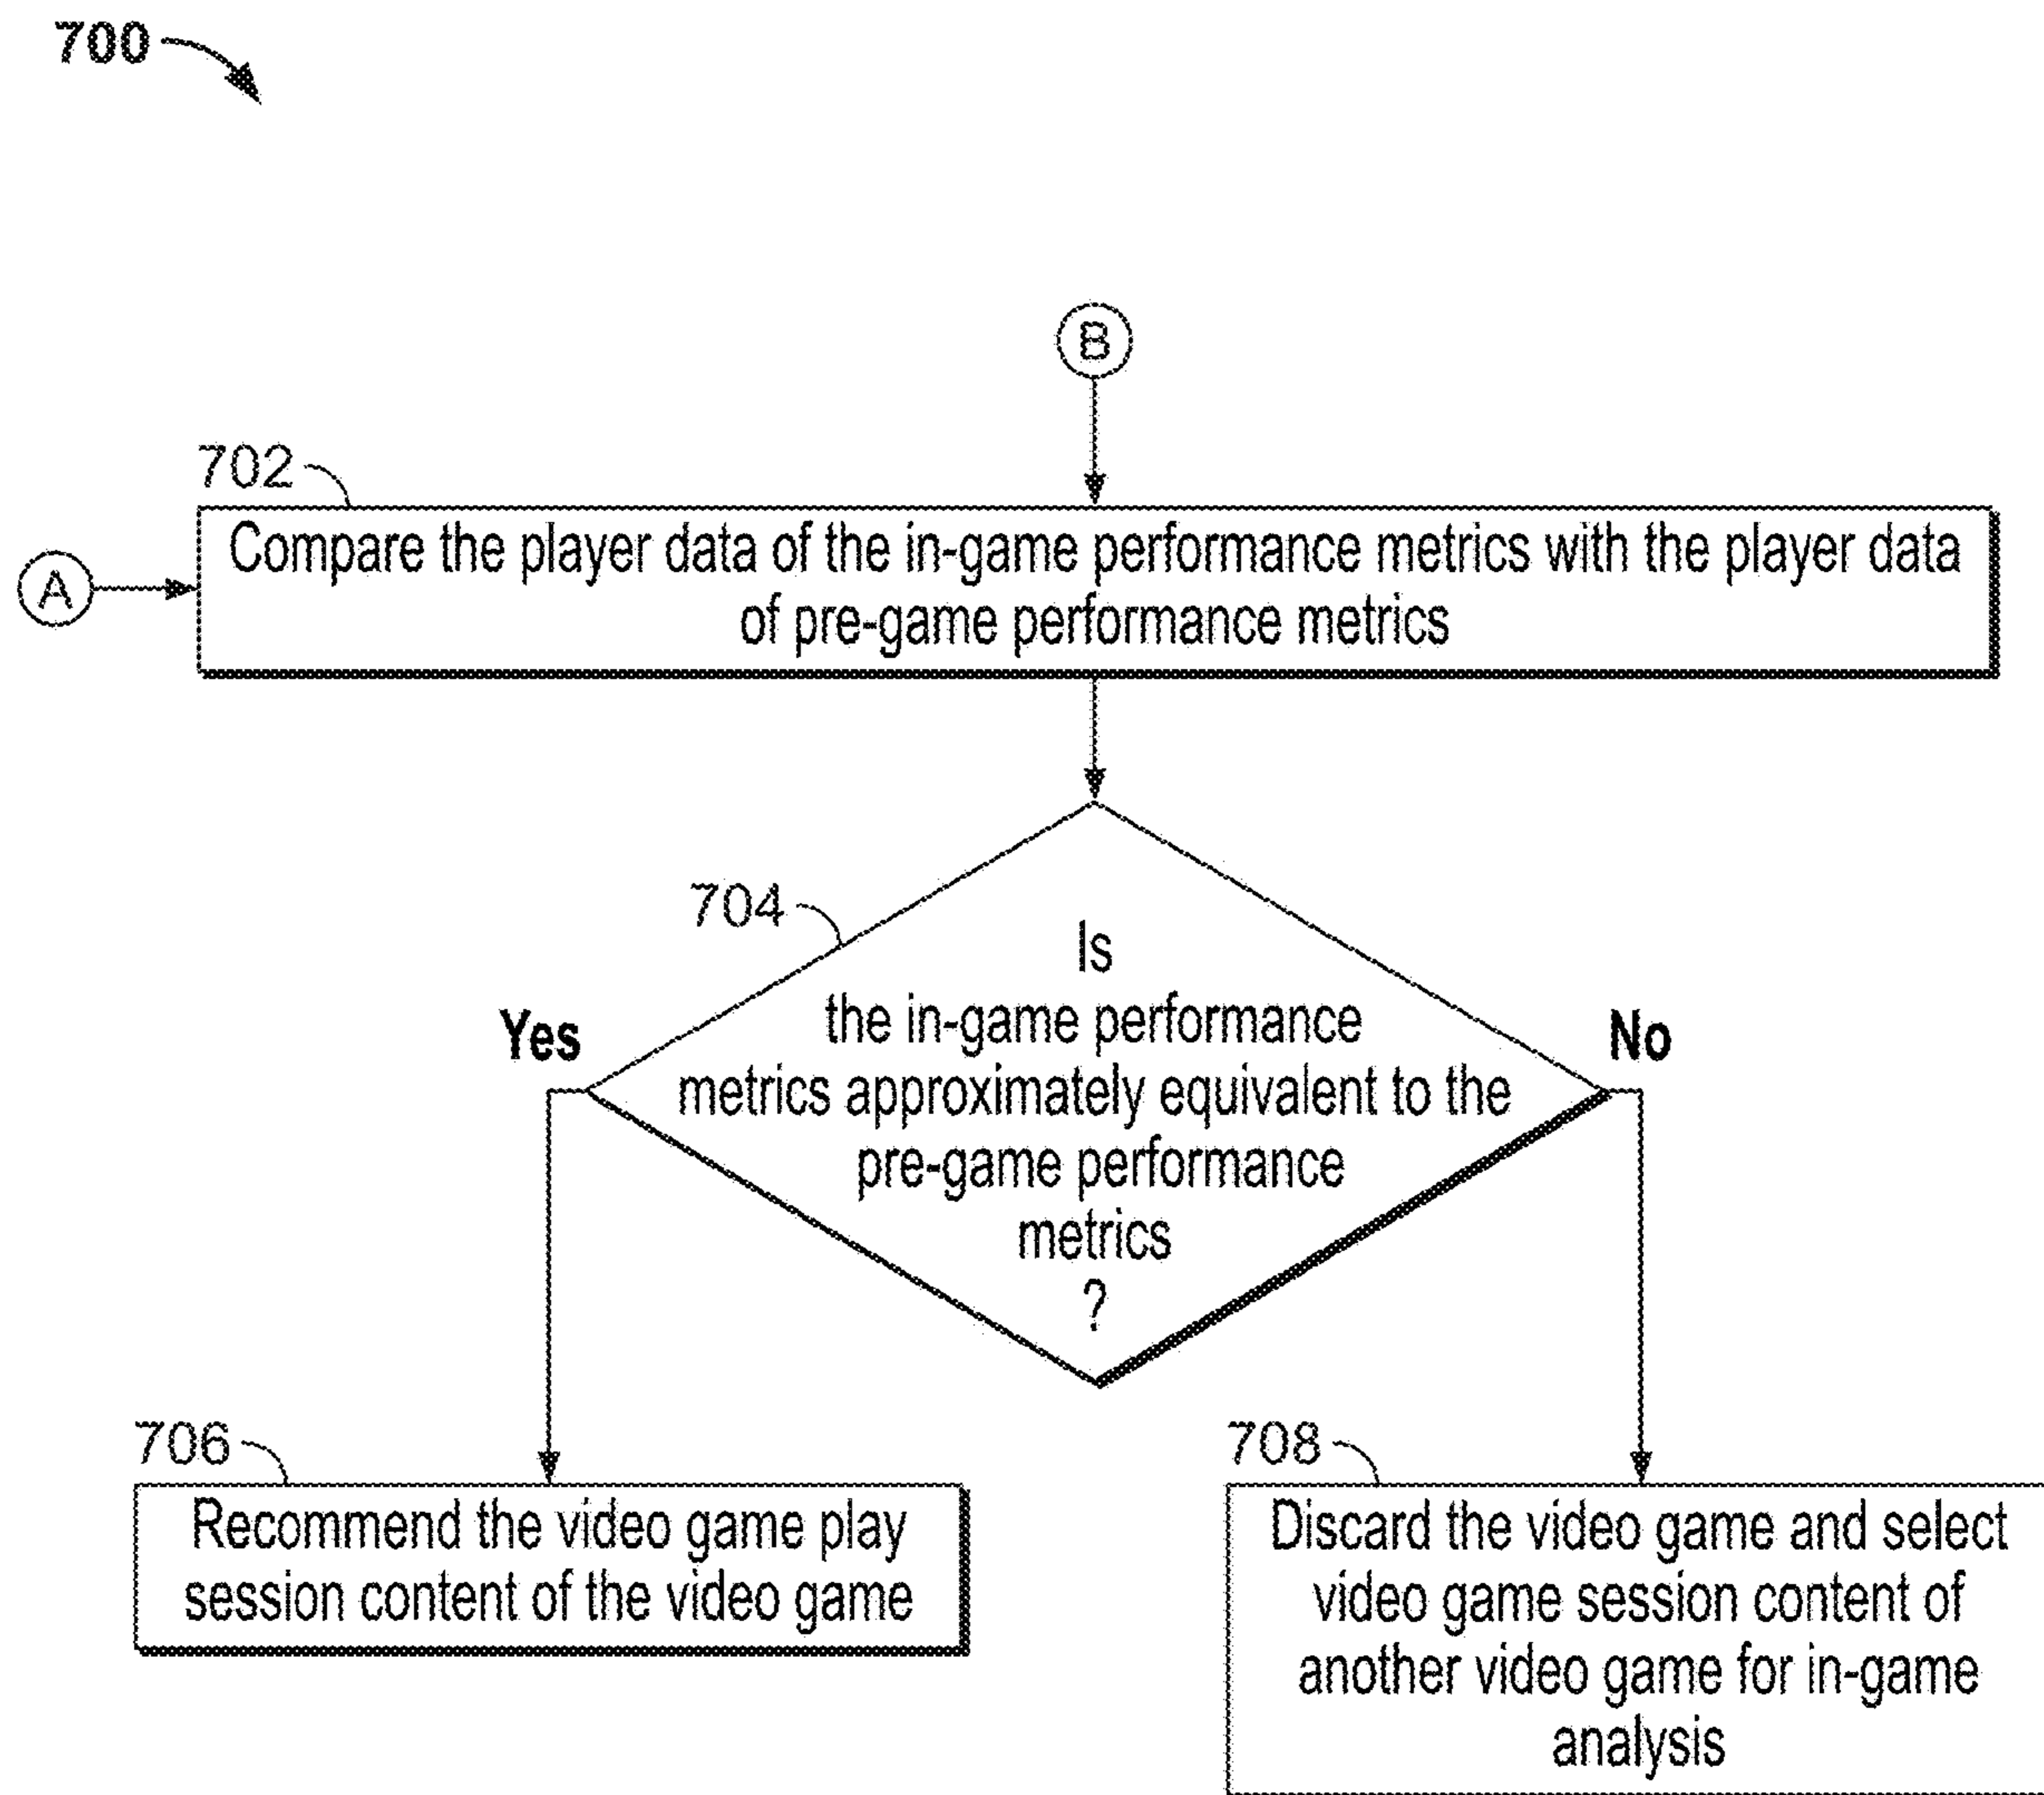 700
B
702
Compare the player data of the in-game performance metrics with the player data
of pre-game performance metrics
A
704
Is
the in-game performance
metrics approximately equivalent to the
pre-game performance
metrics
?
Yes
No
706
Recommend the video game play
session content of the video game
708
Discard the video game and select
video game session content of
another video game for in-game
analysis